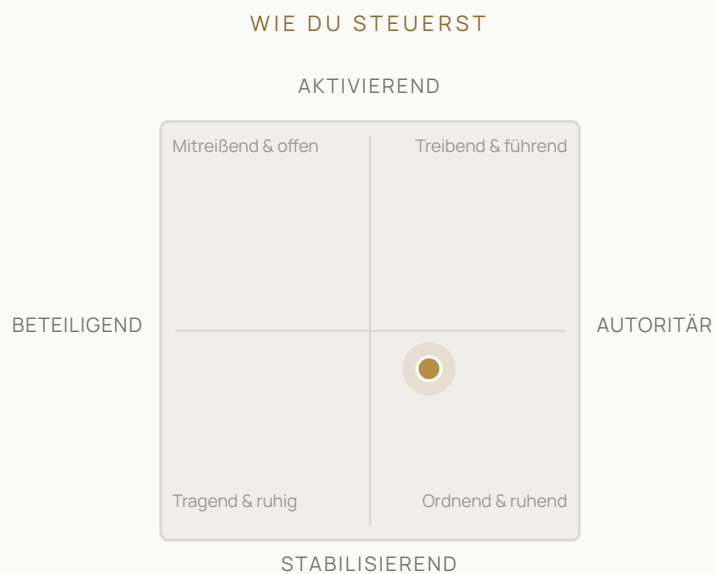 WIE DU STEUERST
AKTIVIEREND
Mitreißend & offen
Treibend & führend
BETEILIGEND
AUTORITÄR
Tragend & ruhig
Ordnend & ruhend
STABILISIEREND